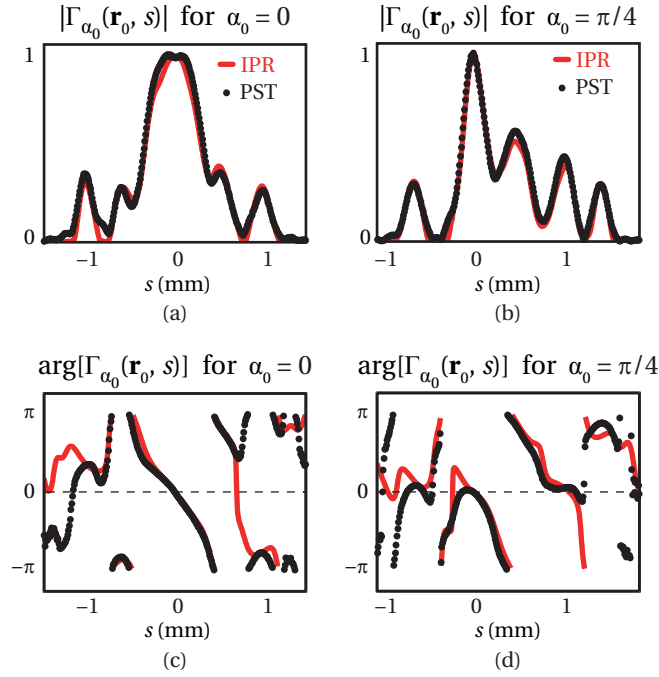 |Γα₀(r₀, s)| for α₀ = 0
1
0
IPR
PST
−1 0 1
s (mm)
(a)
|Γα₀(r₀, s)| for α₀ = π/4
1
0
IPR
PST
−1 0 1
s (mm)
(b)
arg[Γα₀(r₀, s)] for α₀ = 0
π
0
−π
−1 0 1
s (mm)
(c)
arg[Γα₀(r₀, s)] for α₀ = π/4
π
0
−π
−1 0 1
s (mm)
(d)